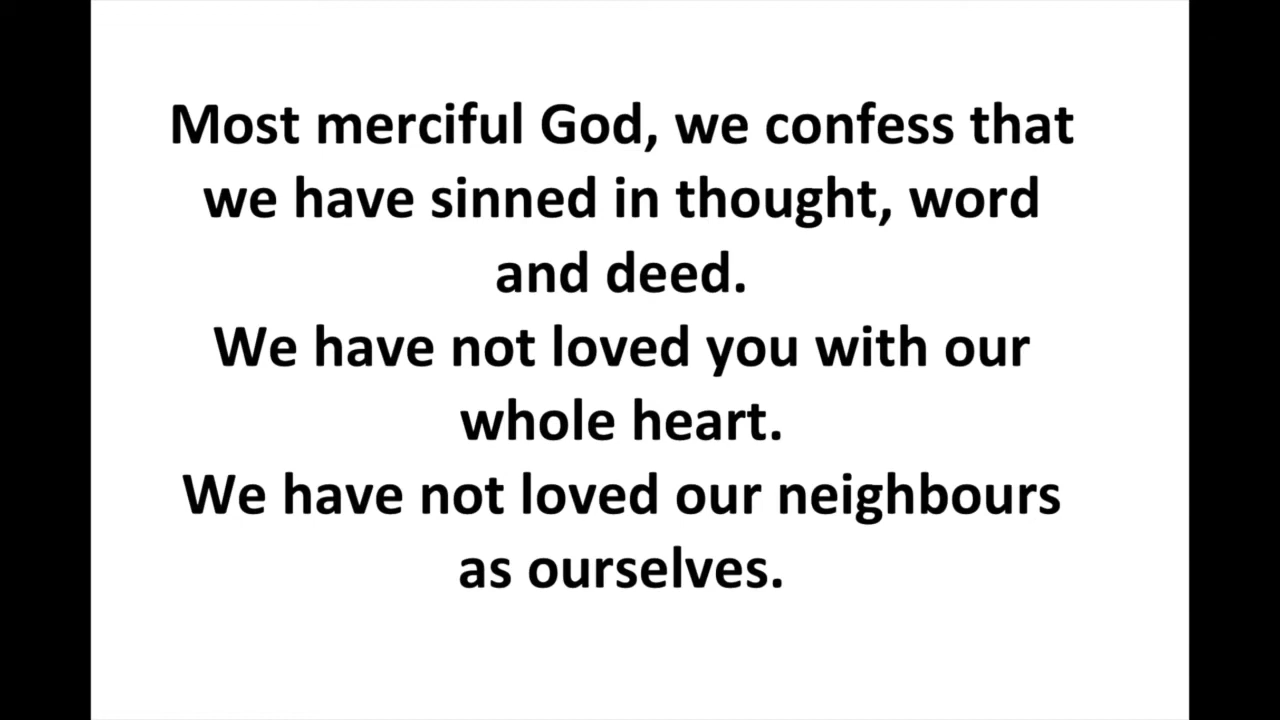 Most merciful God, we confess that
we have sinned in thought, word
and deed.
We have not loved you with our
whole heart.
We have not loved our neighbours
as ourselves.